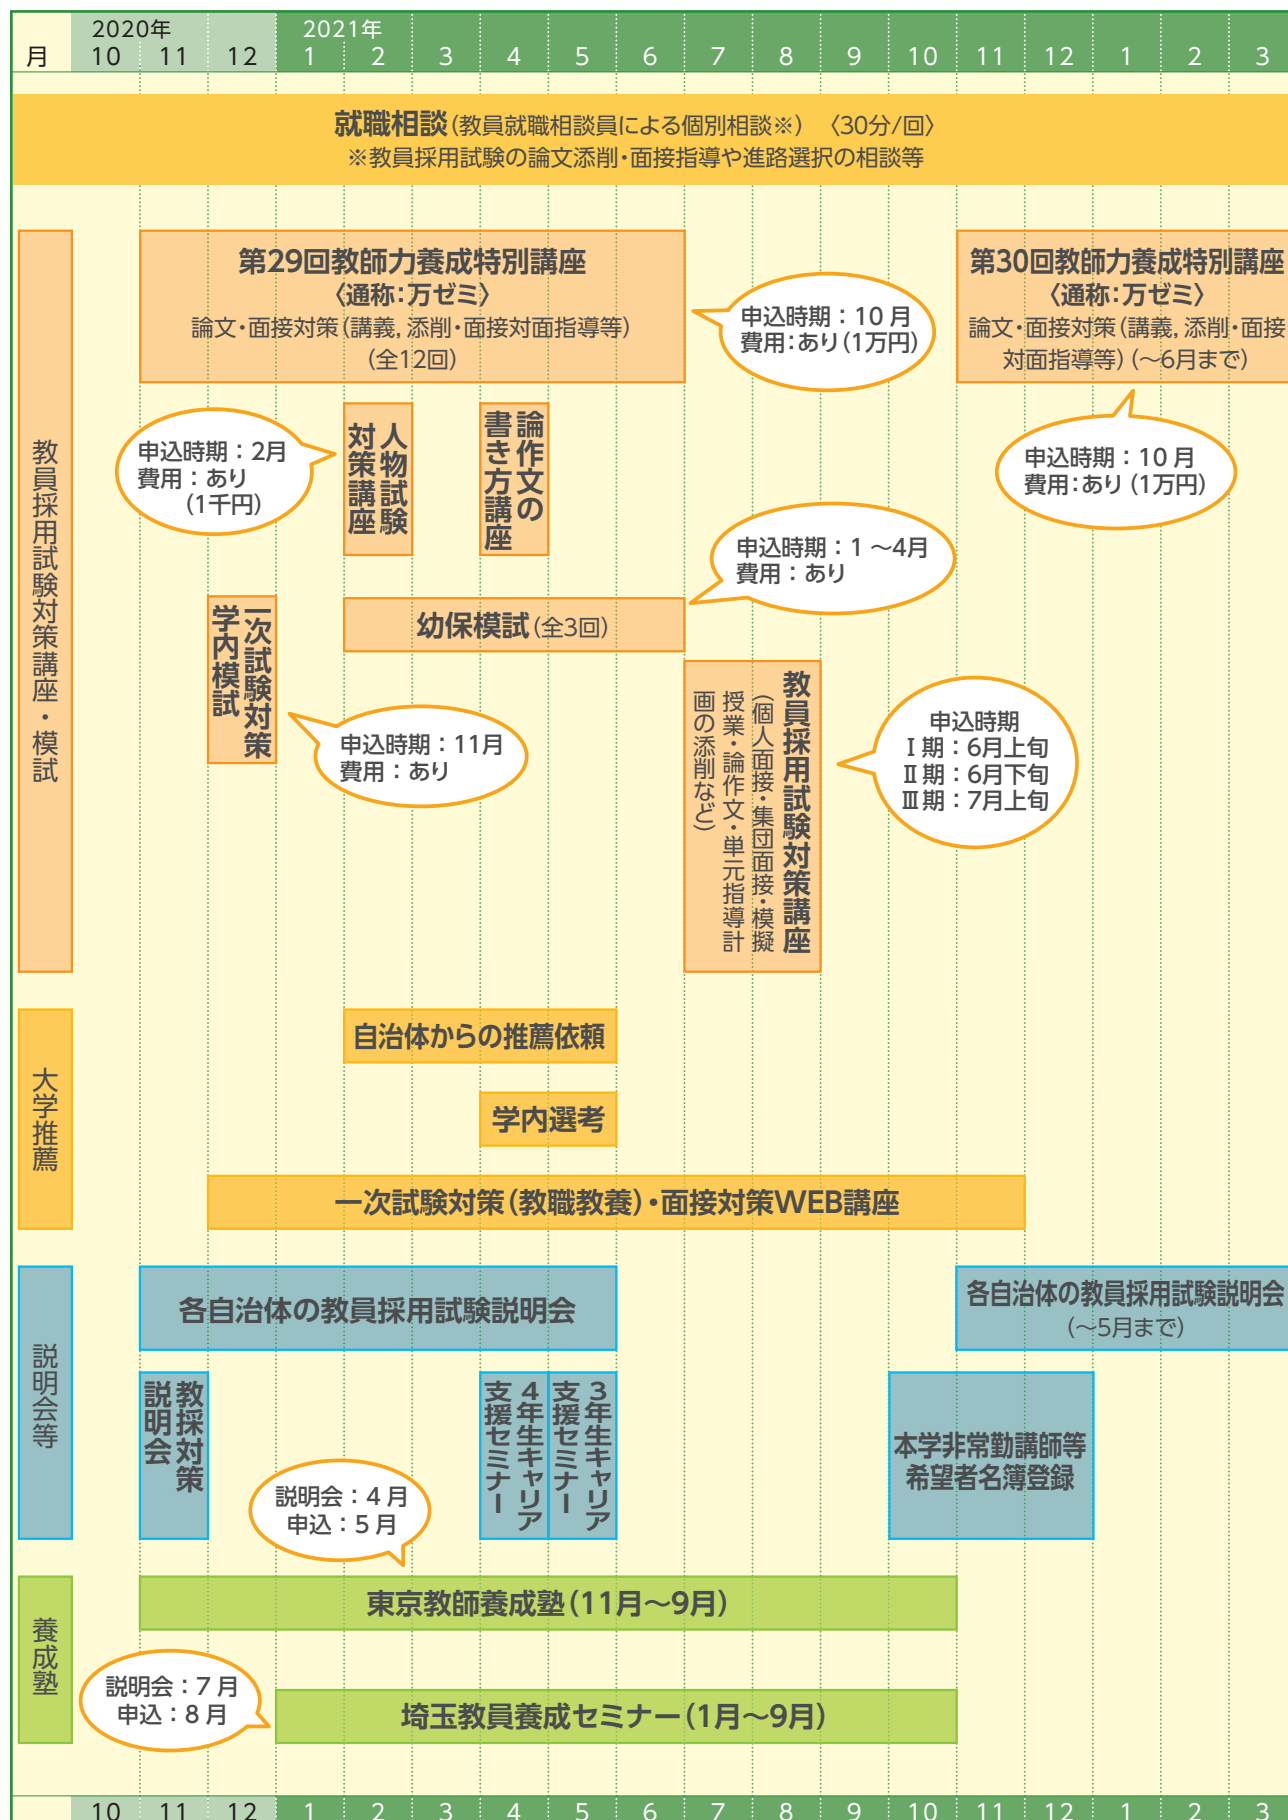 2020年 2021年
月 10 11 12 1 2 3 4 5 6 7 8 9 10 11 12 1 2 3
就職相談(教員就職相談員による個別相談※) 〈30分/回〉
※教員採用試験の論文添削・面接指導や進路選択の相談等
教員採用試験対策講座・模試
第29回教師力養成特別講座
〈通称：万ゼミ〉
論文・面接対策(講義, 添削・面接対面指導等)
(全12回)
申込時期：10月
費用：あり(1万円)
第30回教師力養成特別講座
〈通称：万ゼミ〉
論文・面接対策(講義, 添削・面接
対面指導等)(～6月まで)
申込時期：10月
費用：あり(1万円)
申込時期：2月
費用：あり
(1千円)
人物試験
対策講座
論作文の
書き方講座
申込時期：1～4月
費用：あり
幼保模試(全3回)
一次試験対策
学内模試
申込時期：11月
費用：あり
教員採用試験対策講座
(個人面接・集団面接・模擬
授業・論作文・単元指導計
画の添削など)
申込時期
Ⅰ期：6月上旬
Ⅱ期：6月下旬
Ⅲ期：7月上旬
大学推薦
自治体からの推薦依頼
学内選考
一次試験対策(教職教養)・面接対策WEB講座
説明会等
各自治体の教員採用試験説明会
各自治体の教員採用試験説明会
(～5月まで)
教採対策
説明会
4年生キャリア
支援セミナー
3年生キャリア
支援セミナー
本学非常勤講師等
希望者名簿登録
説明会：4月
申込：5月
養成塾
東京教師養成塾(11月～9月)
説明会：7月
申込：8月
埼玉教員養成セミナー(1月～9月)
10 11 12 1 2 3 4 5 6 7 8 9 10 11 12 1 2 3